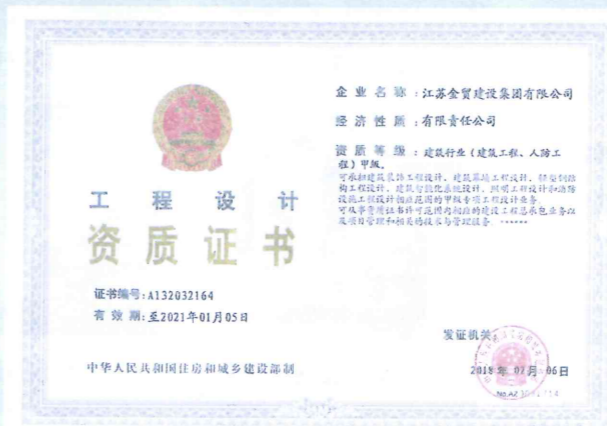 工程设计
资质证书
证书编号:A132032164
有效期:至2021年01月05日
中华人民共和国住房和城乡建设部制
企业名称:江苏金贸建设集团有限公司
经济性质:有限责任公司
资质等级:建筑行业(建筑工程、人防工
程)甲级。
可承担建筑装饰工程设计、建筑幕墙工程设计、轻型钢结
构工程设计、建筑智能化系统设计、照明工程设计和消防
设施工程设计相应范围的甲级专项工程设计业务。
可从事资质证书许可范围内相应的建设工程总承包业务以
及项目管理和相关的技术与管理服务。******
发证机关:
2018年07月06日